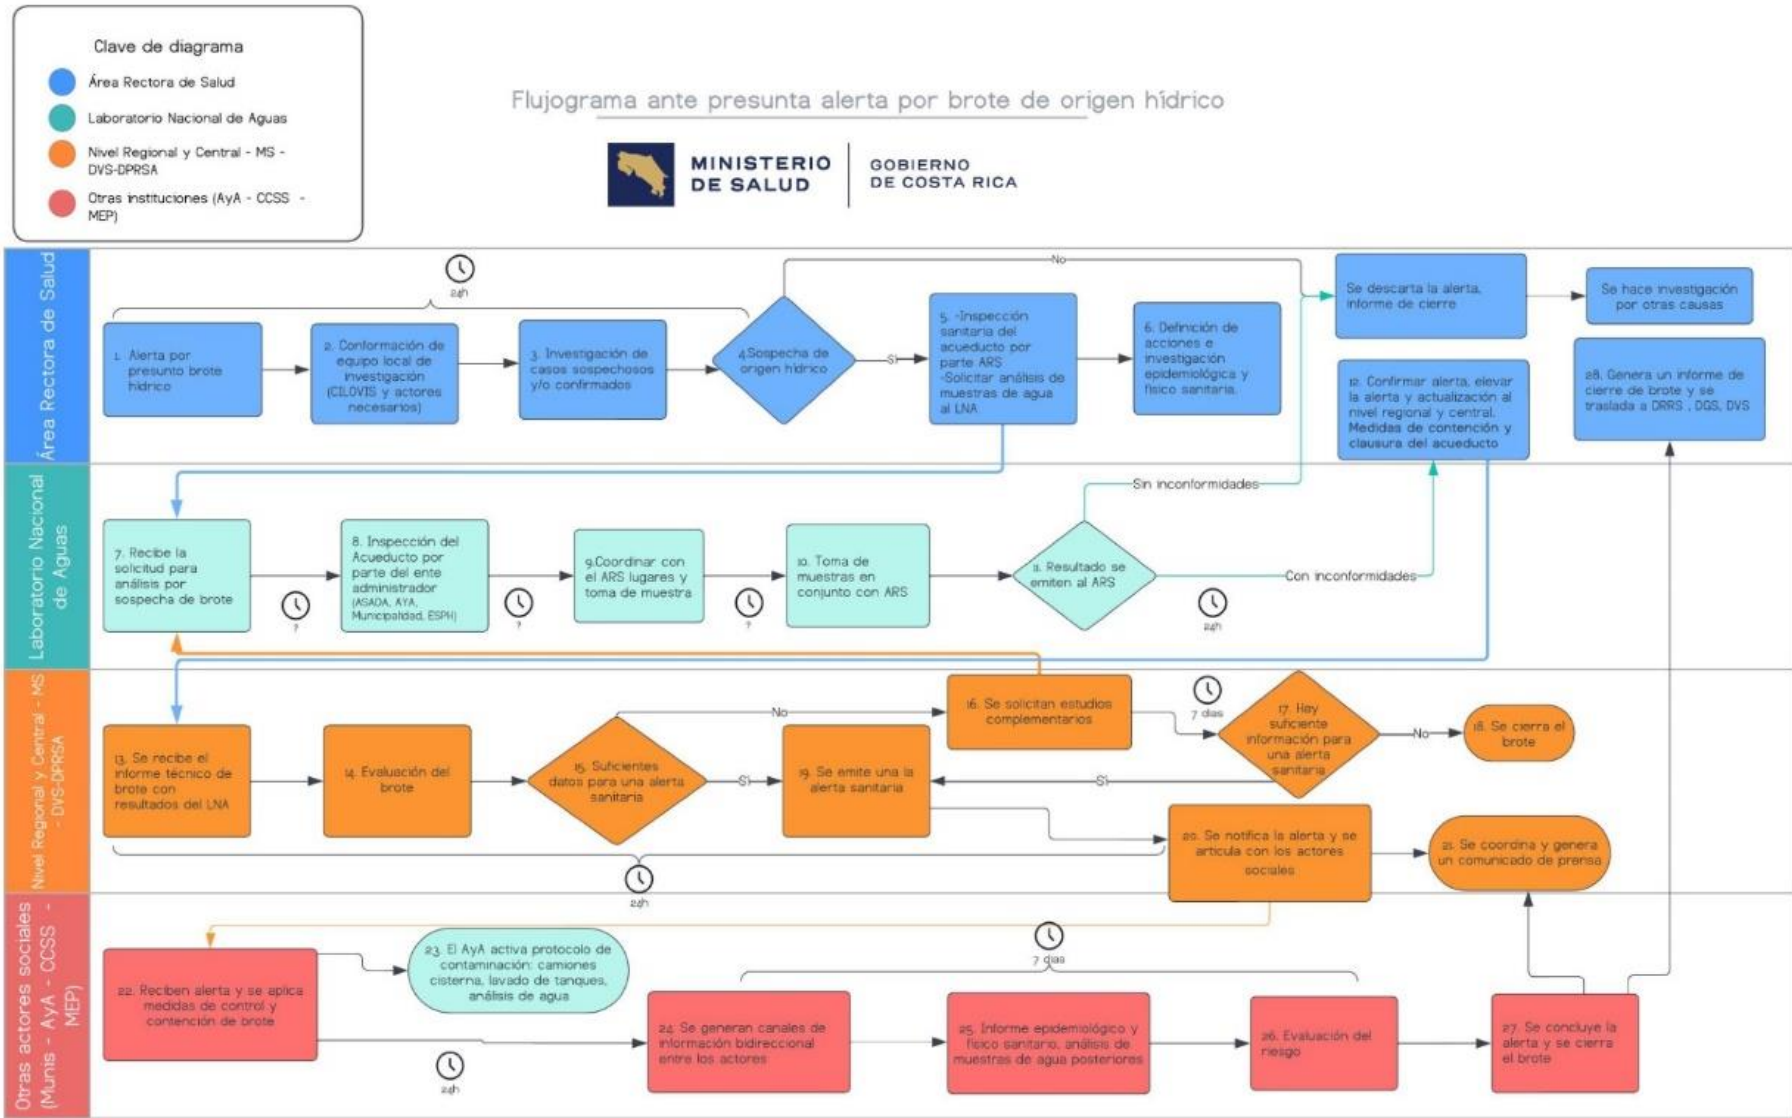 Clave de diagrama
Área Rectora de Salud
Laboratorio Nacional de Aguas
Nivel Regional y Central - MS -
DVS-DPRSA
Otras instituciones (AyA - CCSS -
MEP)
Flujograma ante presunta alerta por brote de origen hídrico
MINISTERIO
DE SALUD
GOBIERNO
DE COSTA RICA
Área Rectora de Salud
24h
1. Alerta por
presunto brote
hídrico
2. Conformación de
equipo local de
investigación
(CILOVIS y actores
necesarios)
3. Investigación de
casos sospechosos
y/o confirmados
4.Sospecha de
origen hídrico
No
Sí
5. -Inspección
sanitaria del
acueducto por
parte ARS
-Solicitar análisis de
muestras de agua
al LNA
6. Definición de
acciones e
investigación
epidemiológica y
físico sanitaria.
Se descarta la alerta,
informe de cierre
Se hace investigación
por otras causas
12. Confirmar alerta, elevar
la alerta y actualización al
nivel regional y central.
Medidas de contención y
clausura del acueducto
28. Genera un informe de
cierre de brote y se
traslada a DRRS , DGS, DVS
Laboratorio Nacional
de Aguas
7. Recibe la
solicitud para
análisis por
sospecha de brote
?
8. Inspección del
Acueducto por
parte del ente
administrador
(ASADA, AYA,
Municipalidad, ESPH)
?
9.Coordinar con
el ARS lugares y
toma de muestra
?
10. Toma de
muestras en
conjunto con ARS
11. Resultado se
emiten al ARS
Sin inconformidades
Con inconformidades
24h
Nivel Regional y Central - MS
- DVS-DPRSA
13. Se recibe el
informe técnico de
brote con
resultados del LNA
14. Evaluación del
brote
15. Suficientes
datos para una alerta
sanitaria
No
Sí
16. Se solicitan estudios
complementarios
7 dias
17. Hay
suficiente
información para
una alerta
sanitaria
No
18. Se cierra el
brote
Sí
19. Se emite una la
alerta sanitaria
20. Se notifica la alerta y se
articula con los actores
sociales
21. Se coordina y genera
un comunicado de prensa
24h
Otras actores sociales
(Munis - AyA - CCSS -
MEP)
22. Reciben alerta y se aplica
medidas de control y
contención de brote
23. El AyA activa protocolo de
contaminación: camiones
cisterna, lavado de tanques,
análisis de agua
24h
7 dias
24. Se generan canales de
información bidireccional
entre los actores
25. Informe epidemiológico y
físico sanitario, análisis de
muestras de agua posteriores
26. Evaluación del
riesgo
27. Se concluye la
alerta y se cierra
el brote